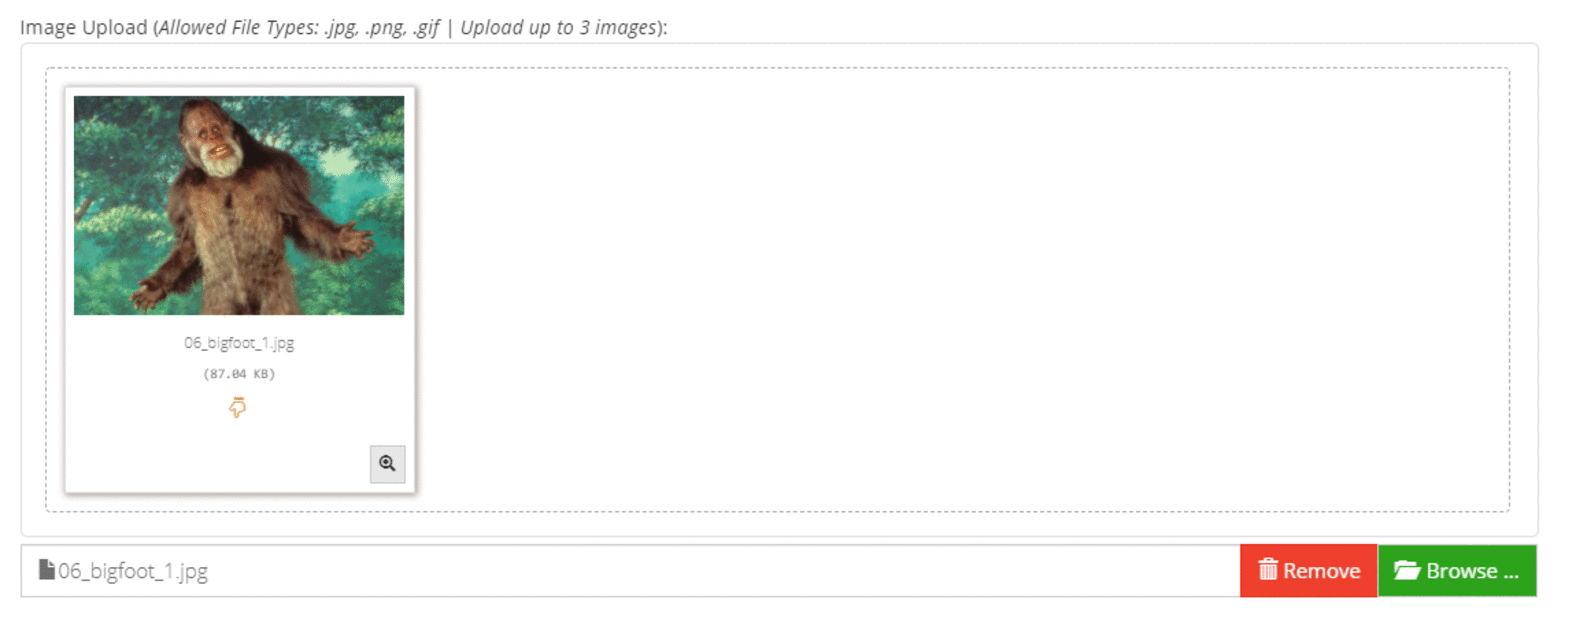 Image Upload (Allowed File Types: .jpg, .png, .gif | Upload up to 3 images):
06_bigfoot_1.jpg
(87.04 KB)
06_bigfoot_1.jpg
Remove
Browse ...